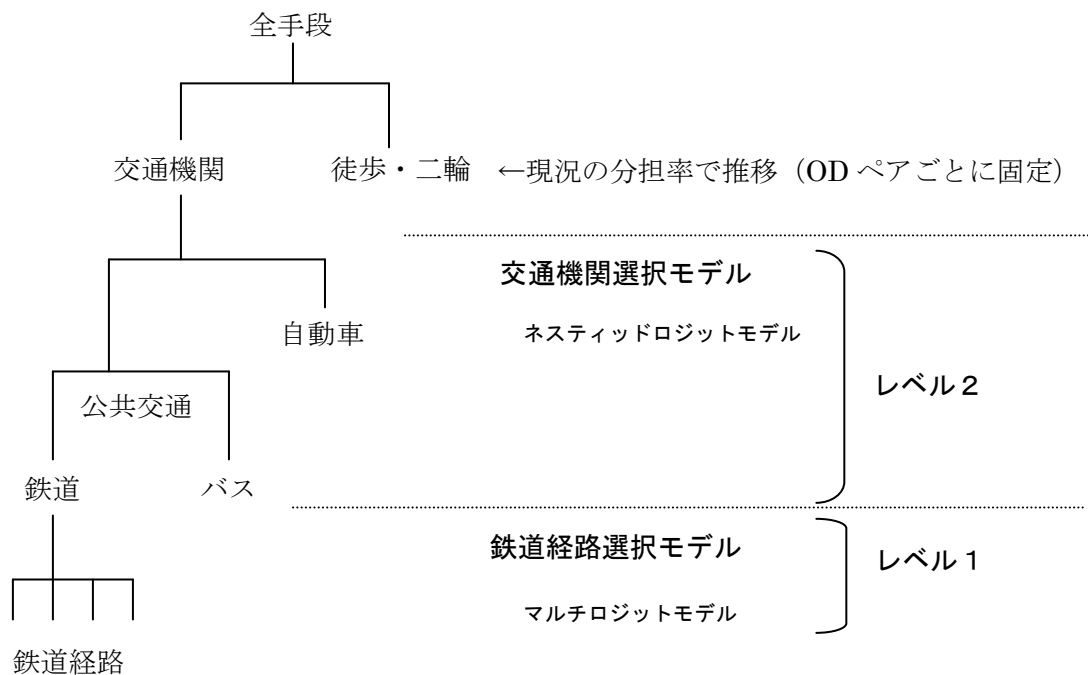 全手段
交通機関
徒歩・二輪 ←現況の分担率で推移（OD ペアごとに固定）
交通機関選択モデル
自動車
ネスティッドロジットモデル
レベル２
公共交通
鉄道
バス
鉄道経路選択モデル
レベル１
マルチロジットモデル
鉄道経路